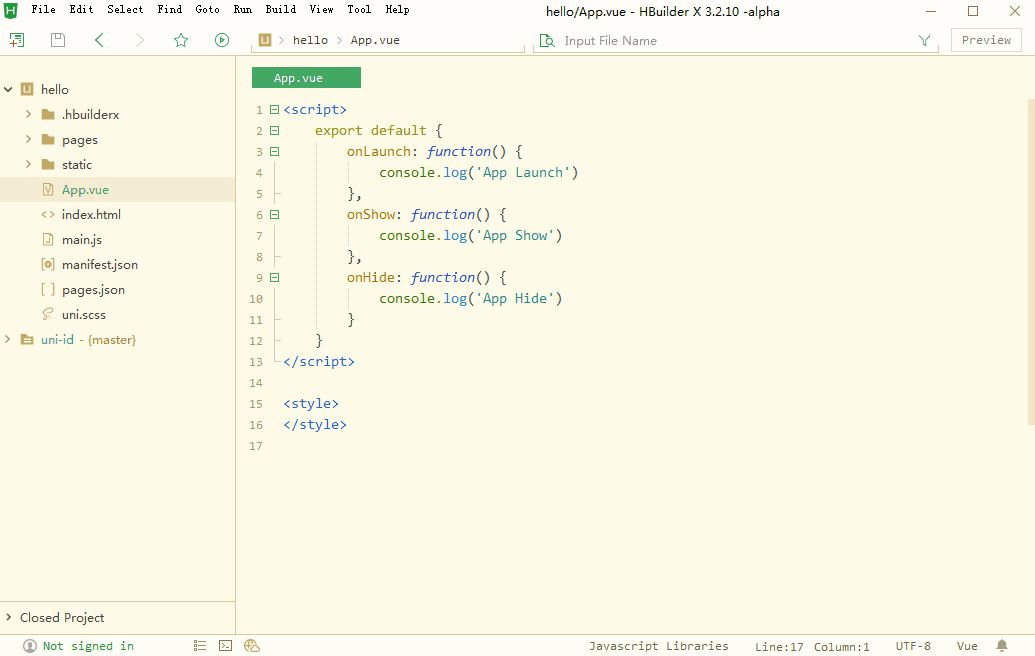 File Edit Select Find Goto Run Build View Tool Help
hello/App.vue - HBuilder X 3.2.10 -alpha
U hello App.vue
Input File Name
Preview
hello
.hbuilderx
pages
static
App.vue
index.html
main.js
manifest.json
pages.json
uni.scss
uni-id - {master}
Closed Project
App.vue
1 <script>
2 export default {
3 onLaunch: function() {
4 console.log('App Launch')
5 },
6 onShow: function() {
7 console.log('App Show')
8 },
9 onHide: function() {
10 console.log('App Hide')
11 }
12 }
13 </script>
14
15 <style>
16 </style>
17
Not signed in
Javascript Libraries Line:17 Column:1 UTF-8 Vue